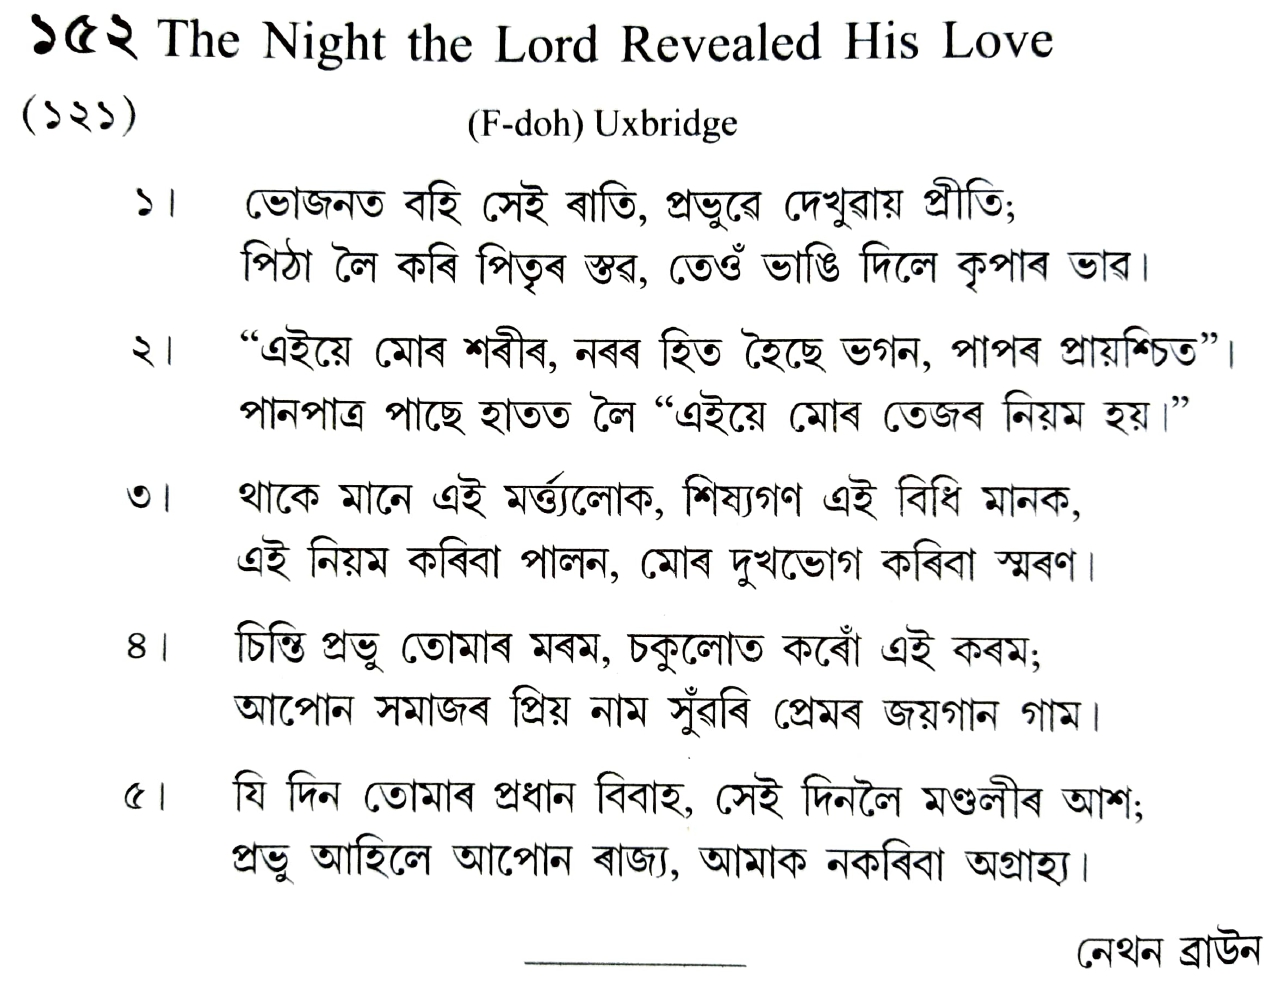 ১৫২ The Night the Lord Revealed His Love
(১২১) (F-doh) Uxbridge
১। ভোজনত বহি সেই ৰাতি, প্ৰভুৱে দেখুৱায় প্ৰীতি;
পিঠা লৈ কৰি পিতৃৰ স্তৱ, তেওঁ ভাঙি দিলে কৃপাৰ ভাৱ।
২। “এইয়ে মোৰ শৰীৰ, নৰৰ হিত হৈছে ভগন, পাপৰ প্ৰায়শ্চিত”।
পানপাত্ৰ পাছে হাতত লৈ “এইয়ে মোৰ তেজৰ নিয়ম হয়।”
৩। থাকে মানে এই মৰ্ত্ত্যলোক, শিষ্যগণ এই বিধি মানক,
এই নিয়ম কৰিবা পালন, মোৰ দুখভোগ কৰিবা স্মৰণ।
৪। চিন্তি প্ৰভু তোমাৰ মৰম, চকুলোত কৰোঁ এই কৰম;
আপোন সমাজৰ প্ৰিয় নাম সুঁৱৰি প্ৰেমৰ জয়গান গাম।
৫। যি দিন তোমাৰ প্ৰধান বিবাহ, সেই দিনলৈ মণ্ডলীৰ আশ;
প্ৰভু আহিলে আপোন ৰাজ্য, আমাক নকৰিবা অগ্ৰাহ্য।
নেথন ব্ৰাউন